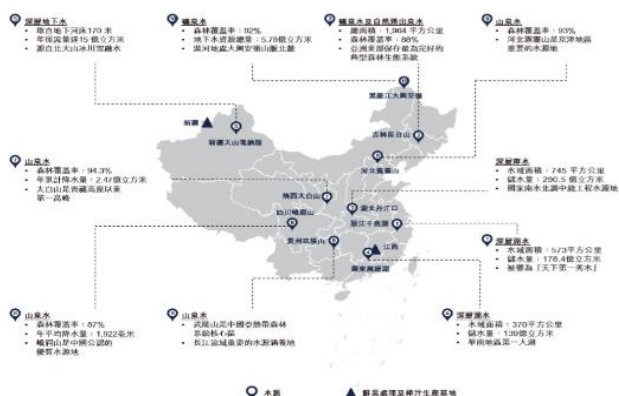 深層地下水
• 取自地下河床170 米
• 年徑流量達15 億立方米
• 源自北天山冰川雪融水
礦泉水
• 森林覆蓋率：92%
• 地下水資源總量：5.78億立方米
• 漠河地處大興安嶺山脈北麓
礦泉水及自然湧出泉水
• 總面積：1,964 平方公里
• 森林覆蓋率：88%
• 亞洲東部保存最為完好的
典型森林生態系統
山泉水
• 森林覆蓋率：93%
• 河北霧靈山是京津地區
重要的水源地
黑龍江大興安嶺
新疆
新疆天山瑪納斯
吉林長白山
河北霧靈山
山泉水
• 森林覆蓋率：94.3%
• 年累計降水量：2.47億立方米
• 太白山是青藏高原以東
第一高峰
陝西太白山
四川峨眉山
貴州武陵山
湖北丹江口
浙江千島湖
江西
廣東萬綠湖
深層庫水
• 水域面積：745 平方公里
• 儲水量：290.5 億立方米
• 國家南水北調中線工程水源地
深層湖水
• 水域面積：573平方公里
• 儲水量：178.4億立方米
• 被譽為「天下第一秀水」
山泉水
• 森林覆蓋率：87%
• 年平均降水量：1,922毫米
• 峨眉山是中國公認的
優質水源地
山泉水
• 武陵山是中國亞熱帶森林
系統核心區
• 長江流域重要的水源涵養地
深層湖水
• 水域面積：370平方公里
• 儲水量：139億立方米
• 華南地區第一大湖
水源
鮮果處理及榨汁生產基地